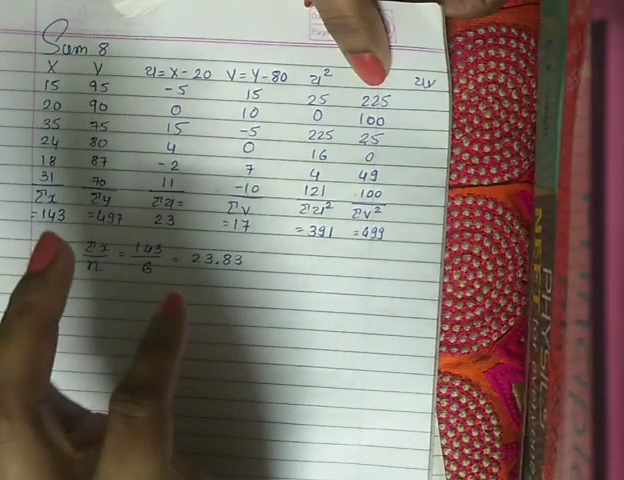 Sum 8
X Y u=X-20 V=Y-80 u² uv
15 95 -5 15 25 225
20 90 0 10 0 100
35 75 15 -5 225 25
24 80 4 0 16 0
18 87 -2 7 4 49
31 70 11 -10 121 100
Σx Σy Σu= Σv Σu² Σv²
=143 =497 23 =17 =391 =499
Σx/n = 143/6 = 23.83
PHYSICS
NEET